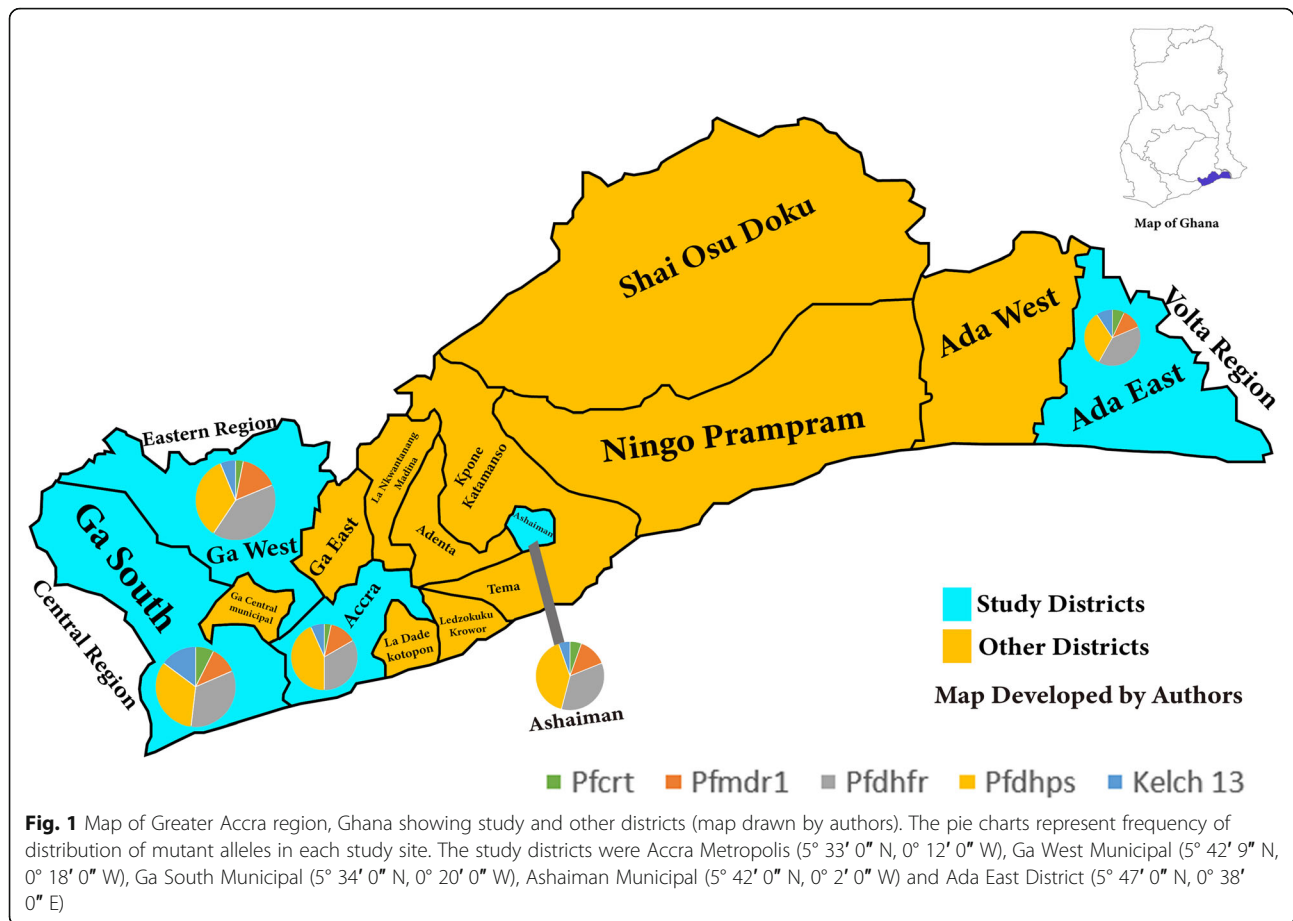 Map of Ghana
Shai Osu Doku
Ada West
Volta Region
Ada East
Ningo Prampram
Eastern Region
La Nkwantanang
Madina
Kpone
Katamanso
Ga South
Ga West
Ga East
Adenta
Ashaiman
Central Region
Ga Central
municipal
Accra
Tema
La Dade
kotopon
Ledzokuku
Krowor
Ashaiman
Study Districts
Other Districts
Map Developed by Authors
Pfcrt Pfmdr1 Pfdhfr Pfdhps Kelch 13
Fig. 1 Map of Greater Accra region, Ghana showing study and other districts (map drawn by authors). The pie charts represent frequency of
distribution of mutant alleles in each study site. The study districts were Accra Metropolis (5° 33′ 0″ N, 0° 12′ 0″ W), Ga West Municipal (5° 42′ 9″ N,
0° 18′ 0″ W), Ga South Municipal (5° 34′ 0″ N, 0° 20′ 0″ W), Ashaiman Municipal (5° 42′ 0″ N, 0° 2′ 0″ W) and Ada East District (5° 47′ 0″ N, 0° 38′
0″ E)